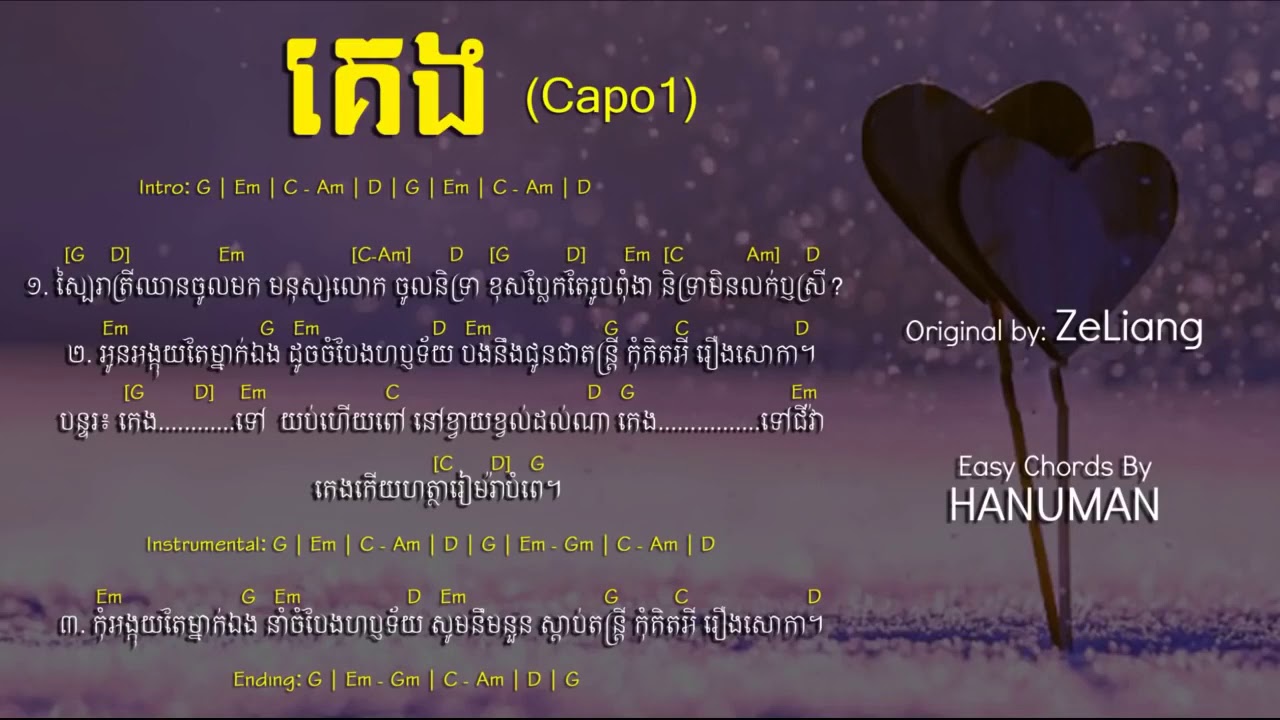 គេង (Capo1)
Intro: G | Em | C - Am | D | G | Em | C - Am | D
[G D] Em [C-Am] D [G D] Em [C Am] D
១. ស្បៃរាត្រីឈានចូលមក មនុស្សលោក ចូលនិទ្រា ខុសប្លែកតែរូបពុំងា និទ្រាមិនលក់ឫស្រី?
Em G Em D Em G C D
២. អូនអង្គុយតែម្នាក់ឯង ដូចចំបែងហឫទ័យ បងនឹងជូនជាតន្ត្រី កុំគិតអី រឿងសោកា។
[G D] Em C D G Em
បន្ទរ៖ គេង............ទៅ យប់ហើយពៅ នៅខ្វាយខ្វល់ដល់ណា គេង................ទៅជីវ៉ា
[C D] G
គេងកើយហត្ថារៀមរ៉ាបំពេ។
Instrumental: G | Em | C - Am | D | G | Em - Gm | C - Am | D
Em G Em D Em G C D
៣. កុំអង្គុយតែម្នាក់ឯង នាំចំបែងហឫទ័យ សូមនឹមនួន ស្តាប់តន្ត្រី កុំគិតអី រឿងសោកា។
Ending: G | Em - Gm | C - Am | D | G
Original by: ZeLiang
Easy Chords By
HANUMAN